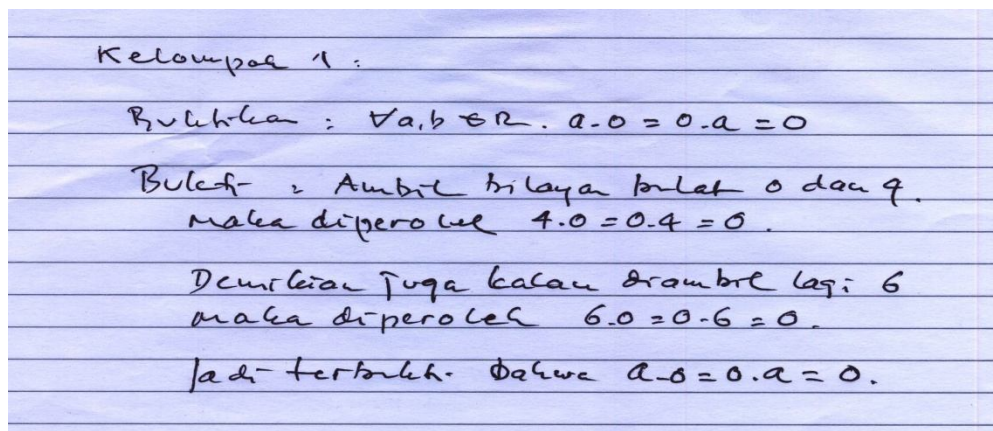 Kelompok 1 :
Buktikan : ∀a,b ∈ R. a.0 = 0.a = 0
Bukti : Ambil bilangan bulat 0 dan 4.
maka diperoleh 4.0 = 0.4 = 0.
Demikian juga kalau diambil lagi 6
maka diperoleh 6.0 = 0.6 = 0.
Jadi terbukti bahwa a.0 = 0.a = 0.